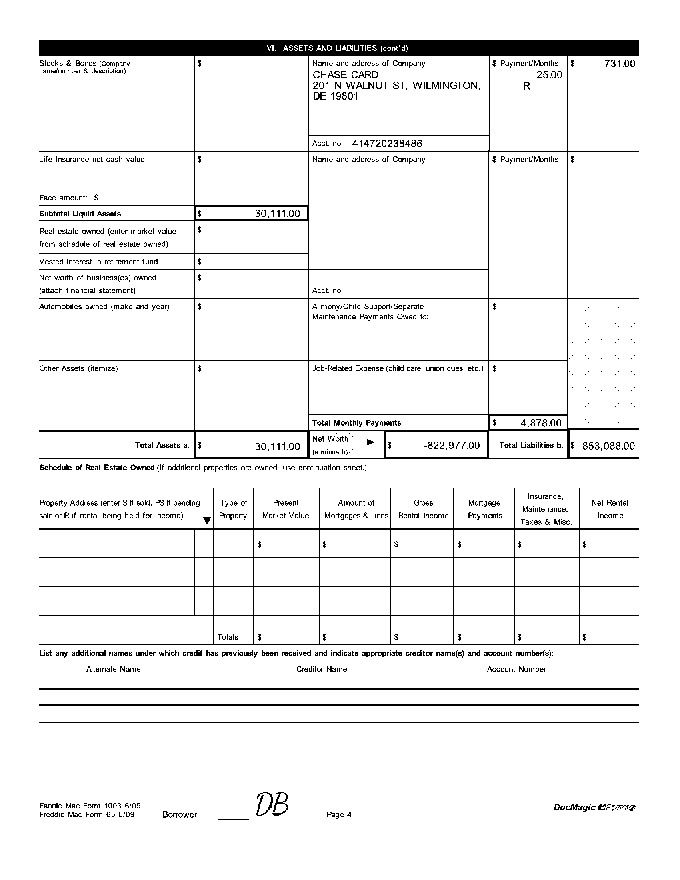 VI. ASSETS AND LIABILITIES (cont'd)
Stocks & Bonds (Company
name/number & description)
$
Name and address of Company
$ Payment/Months
$ 731.00
CHASE CARD
25.00
201 N WALNUT ST, WILMINGTON,
R
DE 19801
Acct. no. 414720238486
Life insurance net cash value
$
Name and address of Company
$ Payment/Months
$
Face amount: $
Subtotal Liquid Assets
$ 30,111.00
Real estate owned (enter market value
from schedule of real estate owned)
$
Vested interest in retirement fund
$
Net worth of business(es) owned
(attach financial statement)
$
Acct. no.
Automobiles owned (make and year)
$
Alimony/Child Support/Separate
Maintenance Payments Owed to:
$
Other Assets (itemize)
$
Job-Related Expense (child care, union dues, etc.)
$
Total Monthly Payments
$ 4,878.00
Total Assets a.
$ 30,111.00
Net Worth
(a minus b)
$ -822,977.00
Total Liabilities b.
$ 853,088.00
Schedule of Real Estate Owned (If additional properties are owned, use continuation sheet.)
Property Address (enter S if sold, PS if pending
sale or R if rental being held for income)
Type of
Property
Present
Market Value
Amount of
Mortgages & Liens
Gross
Rental Income
Mortgage
Payments
Insurance,
Maintenance,
Taxes & Misc.
Net Rental
Income
$ $ $ $ $ $
Totals $ $ $ $ $ $
List any additional names under which credit has previously been received and indicate appropriate creditor name(s) and account number(s):
Alternate Name
Creditor Name
Account Number
Fannie Mae Form 1003 6/05
Freddie Mac Form 65 6/05
Borrower
DB
Page 4
DocMagic